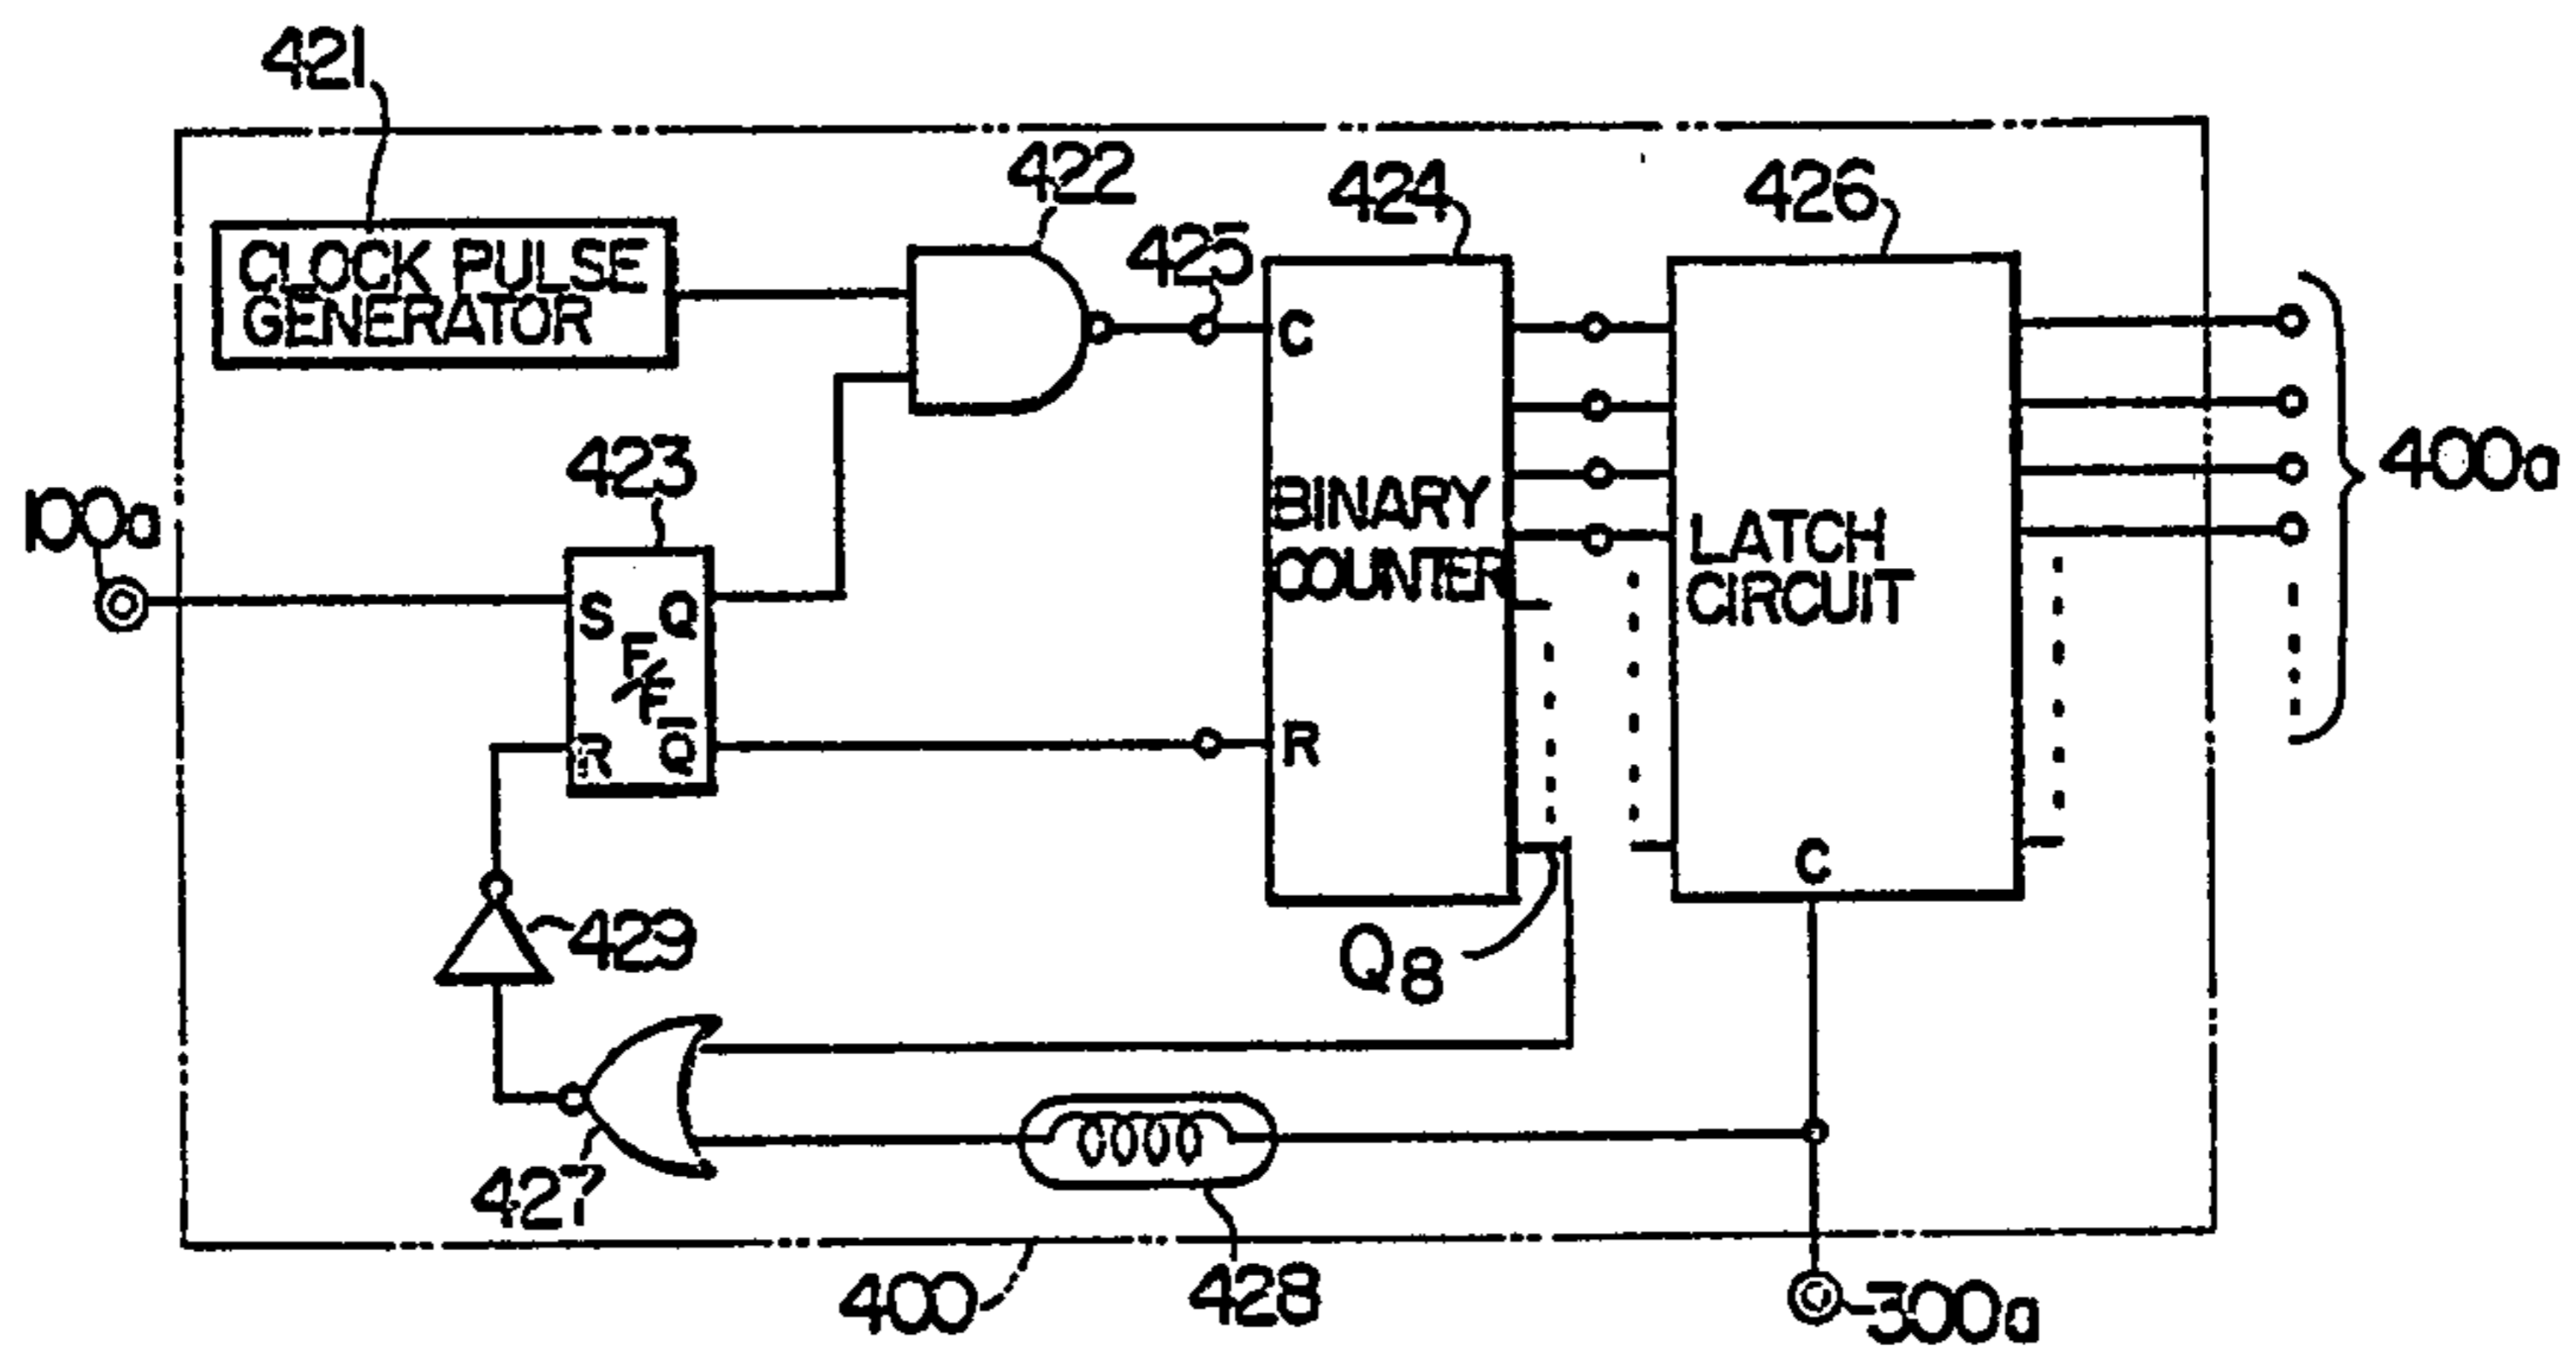 421
422
424
426
425
CLOCK PULSE
GENERATOR
C
423
100a
400a
BINARY
COUNTER
LATCH
CIRCUIT
S Q
F/F
R Q̅
R
C
429
Q8
427
428
400
300a